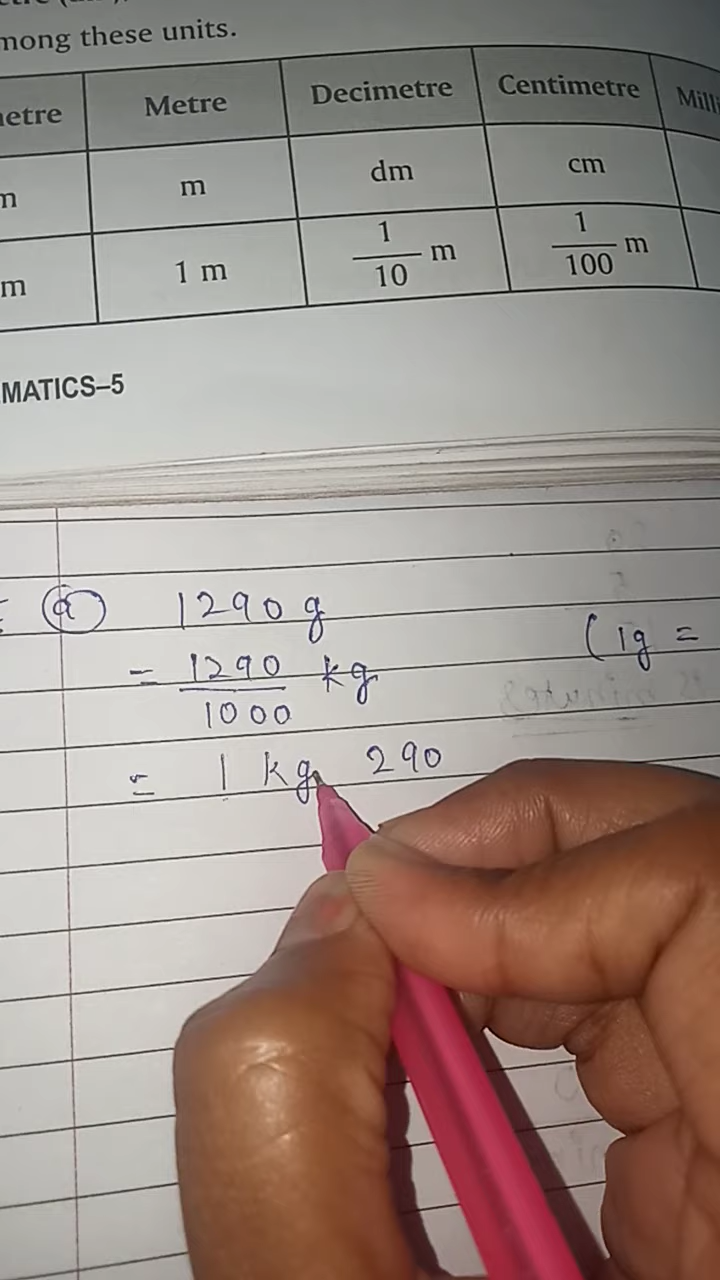 mong these units.
etre Metre Decimetre Centimetre Milli
m m dm cm
m 1 m 1/10 m 1/100 m
MATICS–5
(a) 1290 g
= 1290/1000 kg (1g =
= 1 kg 290